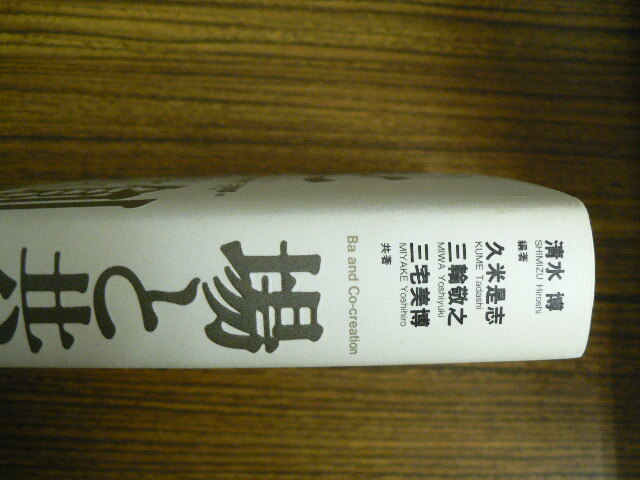 清水 博
SHIMIZU Hiroshi
編著
久米是志
KUME Tadashi
三輪敬之
MIWA Yoshiyuki
三宅美博
MIYAKE Yoshihiro
共著
Ba and Co-creation
場と共